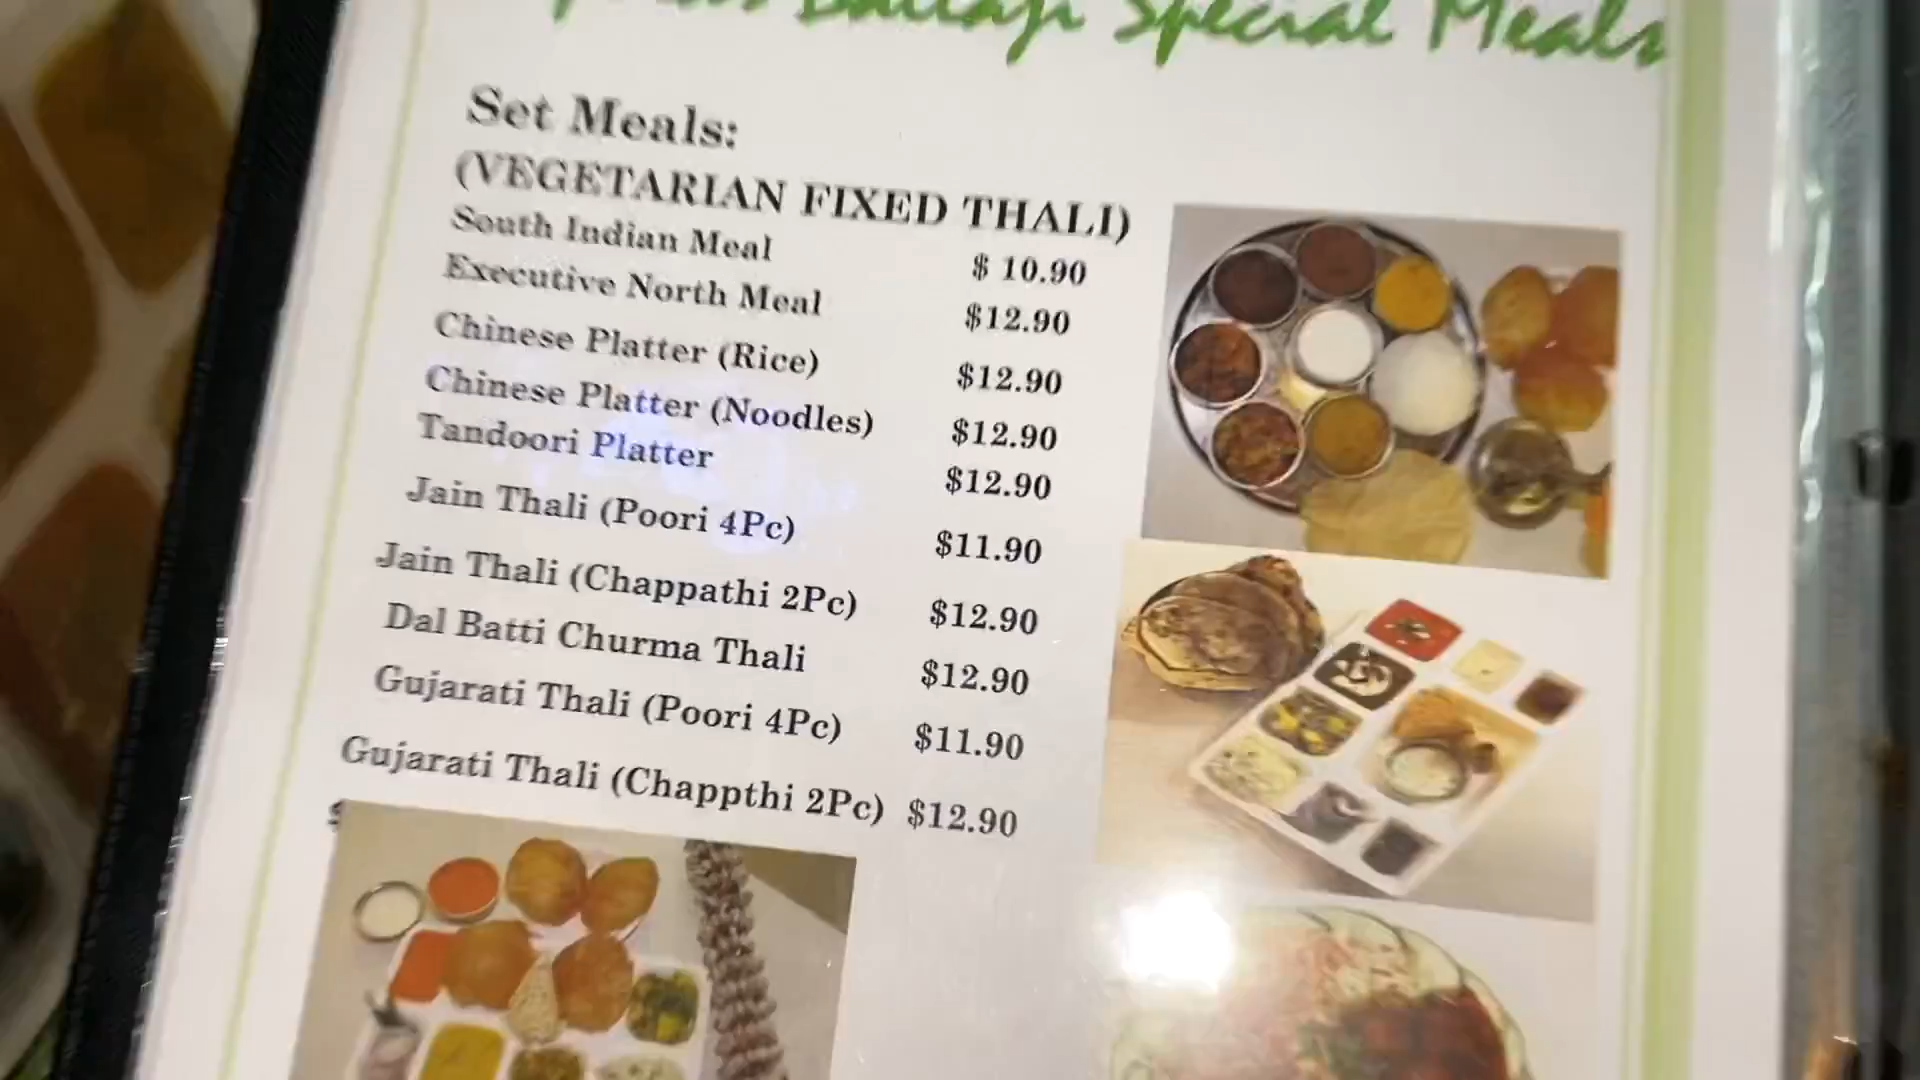 Special Meals
Set Meals:
(VEGETARIAN FIXED THALI)
South Indian Meal $ 10.90
Executive North Meal $12.90
Chinese Platter (Rice) $12.90
Chinese Platter (Noodles) $12.90
Tandoori Platter $12.90
Jain Thali (Poori 4Pc) $11.90
Jain Thali (Chappathi 2Pc) $12.90
Dal Batti Churma Thali $12.90
Gujarati Thali (Poori 4Pc) $11.90
Gujarati Thali (Chappthi 2Pc) $12.90